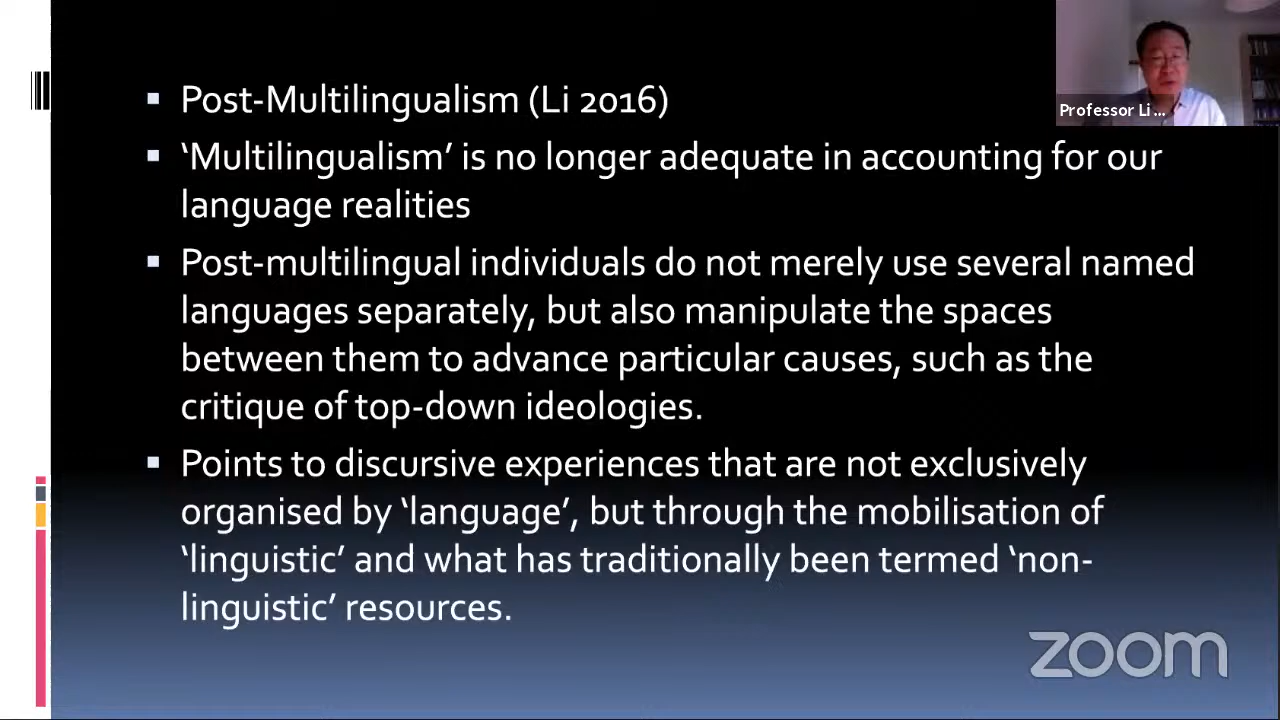 Post-Multilingualism (Li 2016)
‘Multilingualism’ is no longer adequate in accounting for our
language realities
Post-multilingual individuals do not merely use several named
languages separately, but also manipulate the spaces
between them to advance particular causes, such as the
critique of top-down ideologies.
Points to discursive experiences that are not exclusively
organised by ‘language’, but through the mobilisation of
‘linguistic’ and what has traditionally been termed ‘non-
linguistic’ resources.
Professor Li ...
zoom